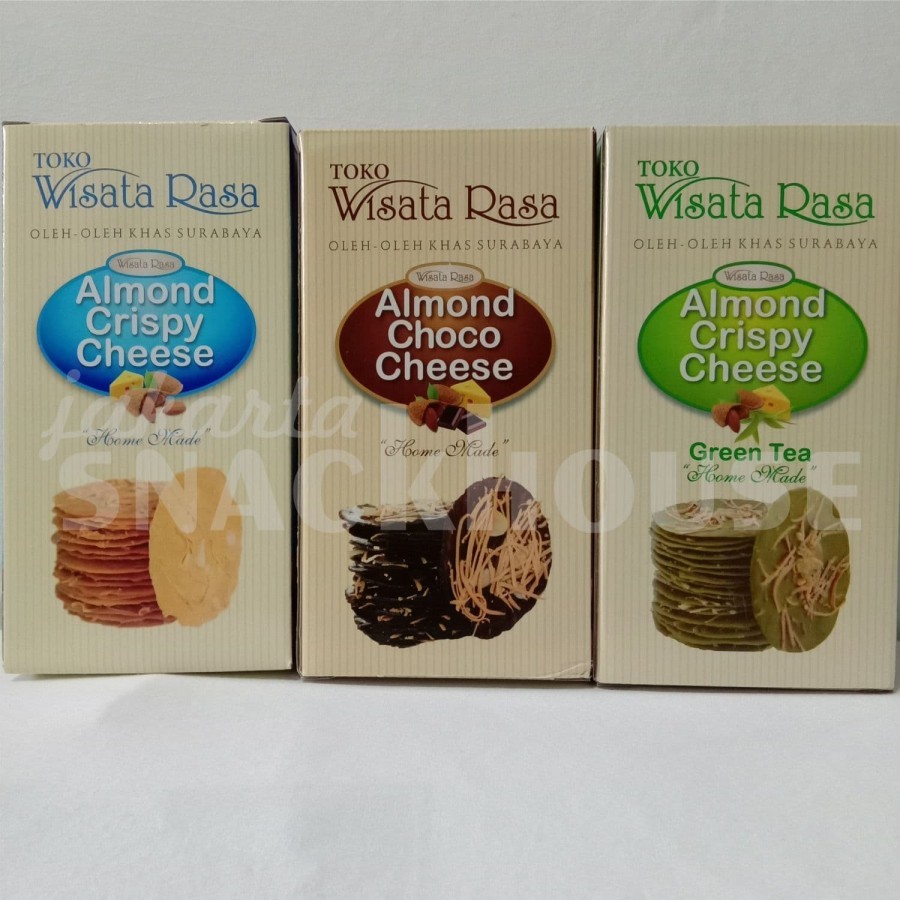 TOKO
Wisata Rasa
OLEH-OLEH KHAS SURABAYA
Wisata Rasa
Almond
Crispy
Cheese
"Home Made"
TOKO
Wisata Rasa
OLEH-OLEH KHAS SURABAYA
Wisata Rasa
Almond
Choco
Cheese
"Home Made"
TOKO
Wisata Rasa
OLEH-OLEH KHAS SURABAYA
Wisata Rasa
Almond
Crispy
Cheese
Green Tea
"Home Made"
jakarta
SNACKHOUSE